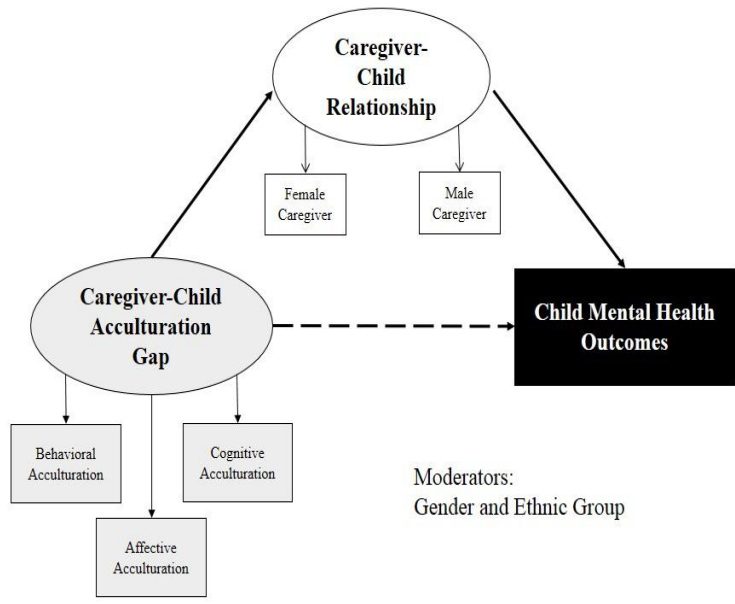 Caregiver-
Child
Relationship
Female
Caregiver
Male
Caregiver
Caregiver-Child
Acculturation
Gap
Child Mental Health
Outcomes
Behavioral
Acculturation
Cognitive
Acculturation
Affective
Acculturation
Moderators:
Gender and Ethnic Group